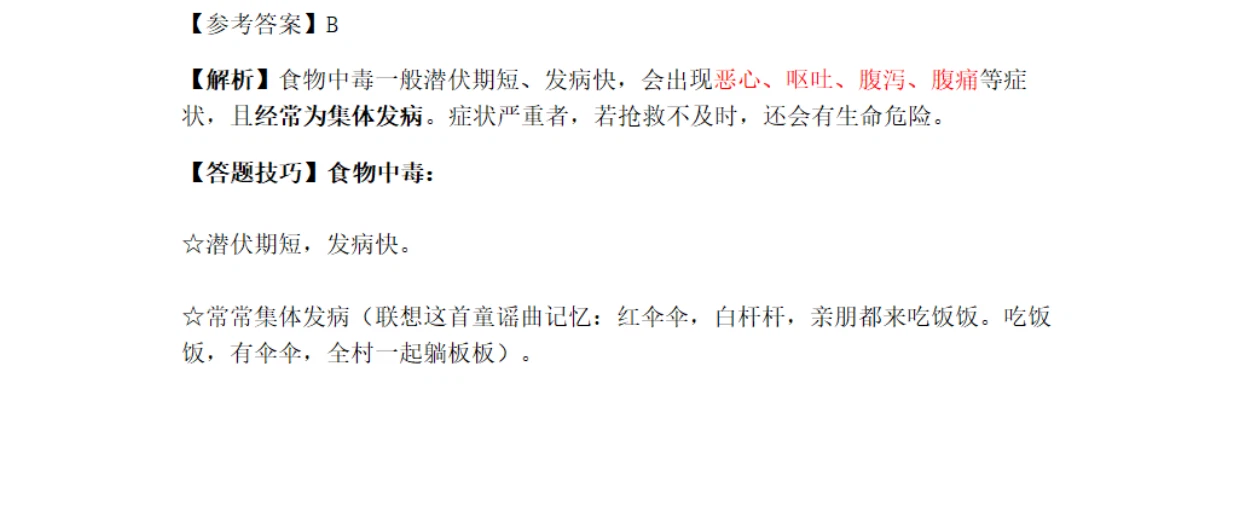 【参考答案】B
【解析】食物中毒一般潜伏期短、发病快，会出现恶心、呕吐、腹泻、腹痛等症
状，且经常为集体发病。症状严重者，若抢救不及时，还会有生命危险。
【答题技巧】食物中毒：
☆潜伏期短，发病快。
☆常常集体发病（联想这首童谣曲记忆：红伞伞，白杆杆，亲朋都来吃饭饭。吃饭
饭，有伞伞，全村一起躺板板）。